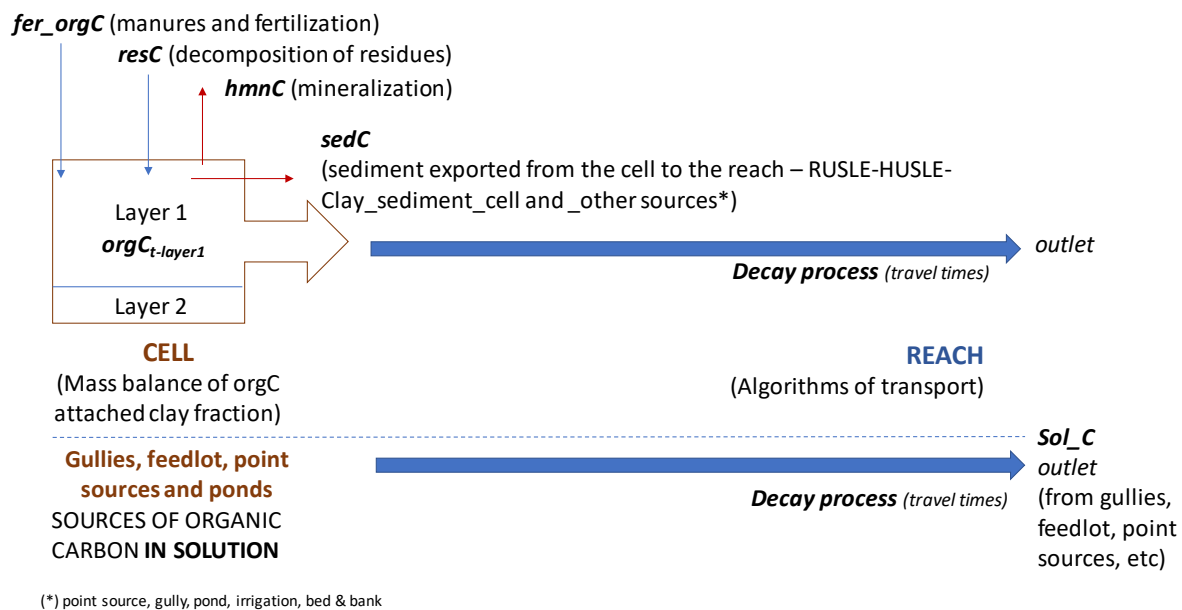 fer_orgC (manures and fertilization)
resC (decomposition of residues)
hmnC (mineralization)
sedC
(sediment exported from the cell to the reach – RUSLE-HUSLE-
Clay_sediment_cell and _other sources*)
Layer 1
orgCt-layer1
Layer 2
outlet
Decay process (travel times)
CELL
(Mass balance of orgC
attached clay fraction)
REACH
(Algorithms of transport)
Gullies, feedlot, point
sources and ponds
SOURCES OF ORGANIC
CARBON IN SOLUTION
Decay process (travel times)
Sol_C
outlet
(from gullies,
feedlot, point
sources, etc)
(*) point source, gully, pond, irrigation, bed & bank